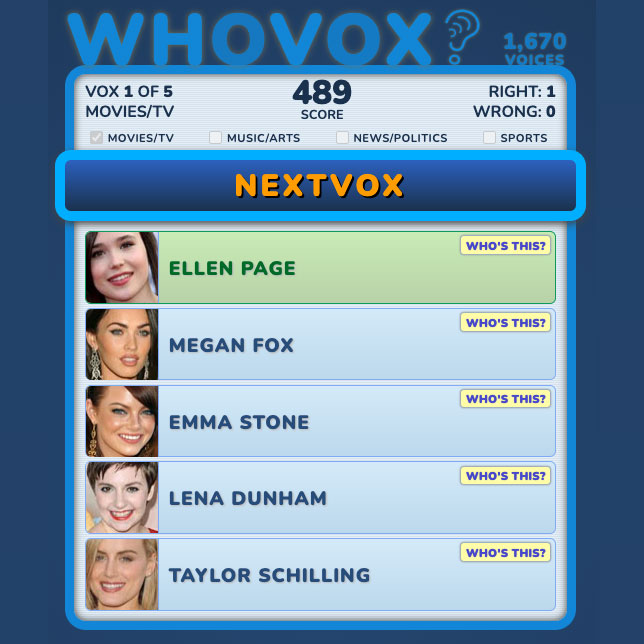 WHOVOX
1,670
VOICES
VOX 1 OF 5
MOVIES/TV
489
SCORE
RIGHT: 1
WRONG: 0
MOVIES/TV MUSIC/ARTS NEWS/POLITICS SPORTS
NEXTVOX
ELLEN PAGE WHO'S THIS?
MEGAN FOX WHO'S THIS?
EMMA STONE WHO'S THIS?
LENA DUNHAM WHO'S THIS?
TAYLOR SCHILLING WHO'S THIS?